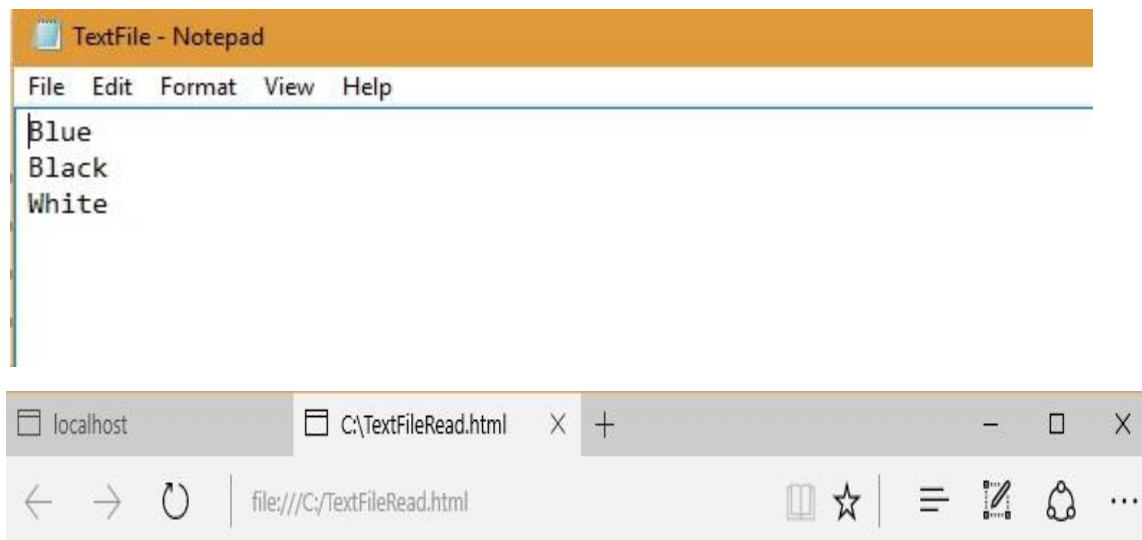 TextFile - Notepad
File Edit Format View Help
Blue
Black
White
localhost C:\TextFileRead.html
file:///C:/TextFileRead.html